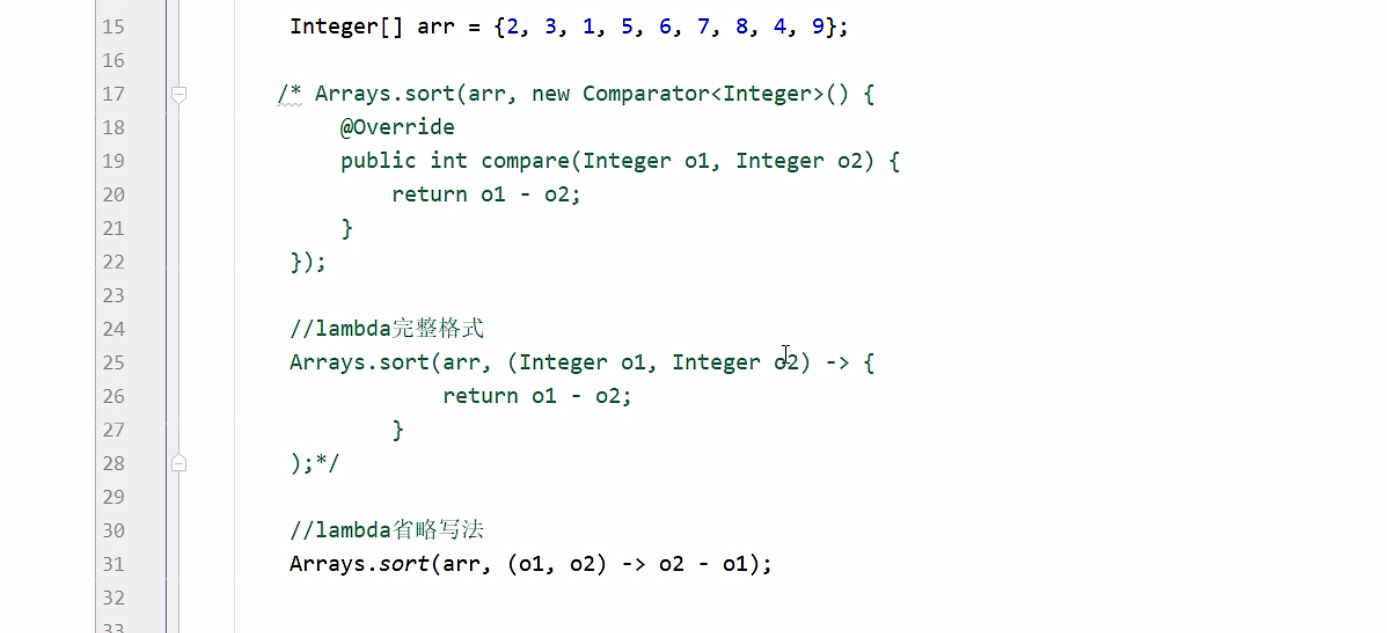 15 Integer[] arr = {2, 3, 1, 5, 6, 7, 8, 4, 9};
16
17 /* Arrays.sort(arr, new Comparator<Integer>() {
18 @Override
19 public int compare(Integer o1, Integer o2) {
20 return o1 - o2;
21 }
22 });
23
24 //lambda完整格式
25 Arrays.sort(arr, (Integer o1, Integer o2) -> {
26 return o1 - o2;
27 }
28 );*/
29
30 //lambda省略写法
31 Arrays.sort(arr, (o1, o2) -> o2 - o1);
32
33